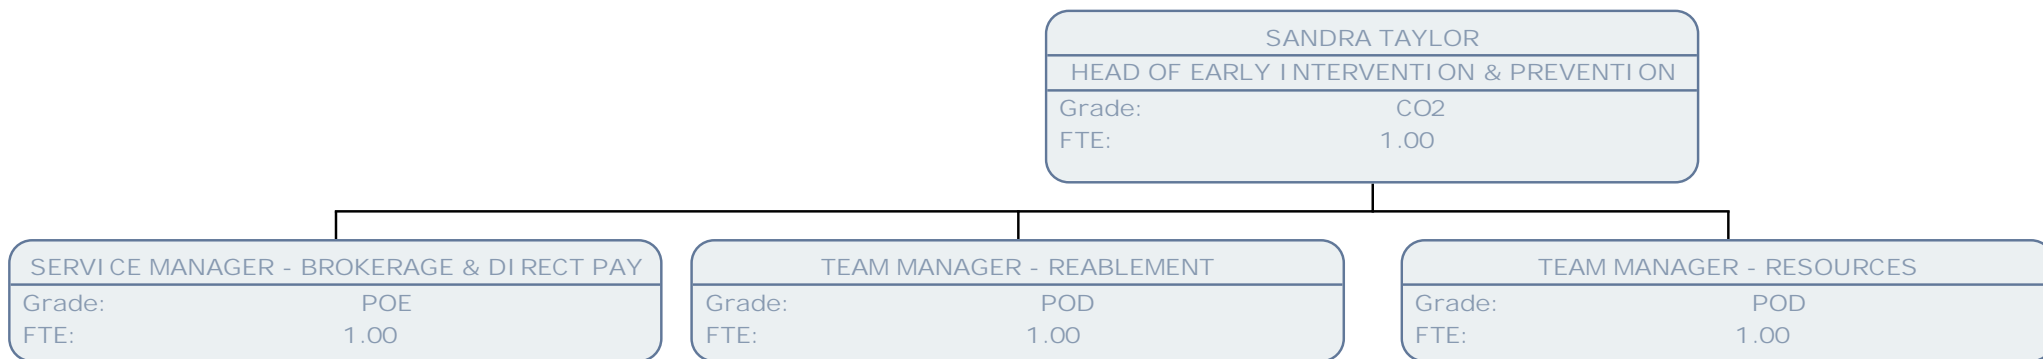 SANDRA TAYLOR
HEAD OF EARLY INTERVENTION & PREVENTION
Grade: CO2
FTE: 1.00
SERVICE MANAGER - BROKERAGE & DIRECT PAY
Grade: POE
FTE: 1.00
TEAM MANAGER - REABLEMENT
Grade: POD
FTE: 1.00
TEAM MANAGER - RESOURCES
Grade: POD
FTE: 1.00